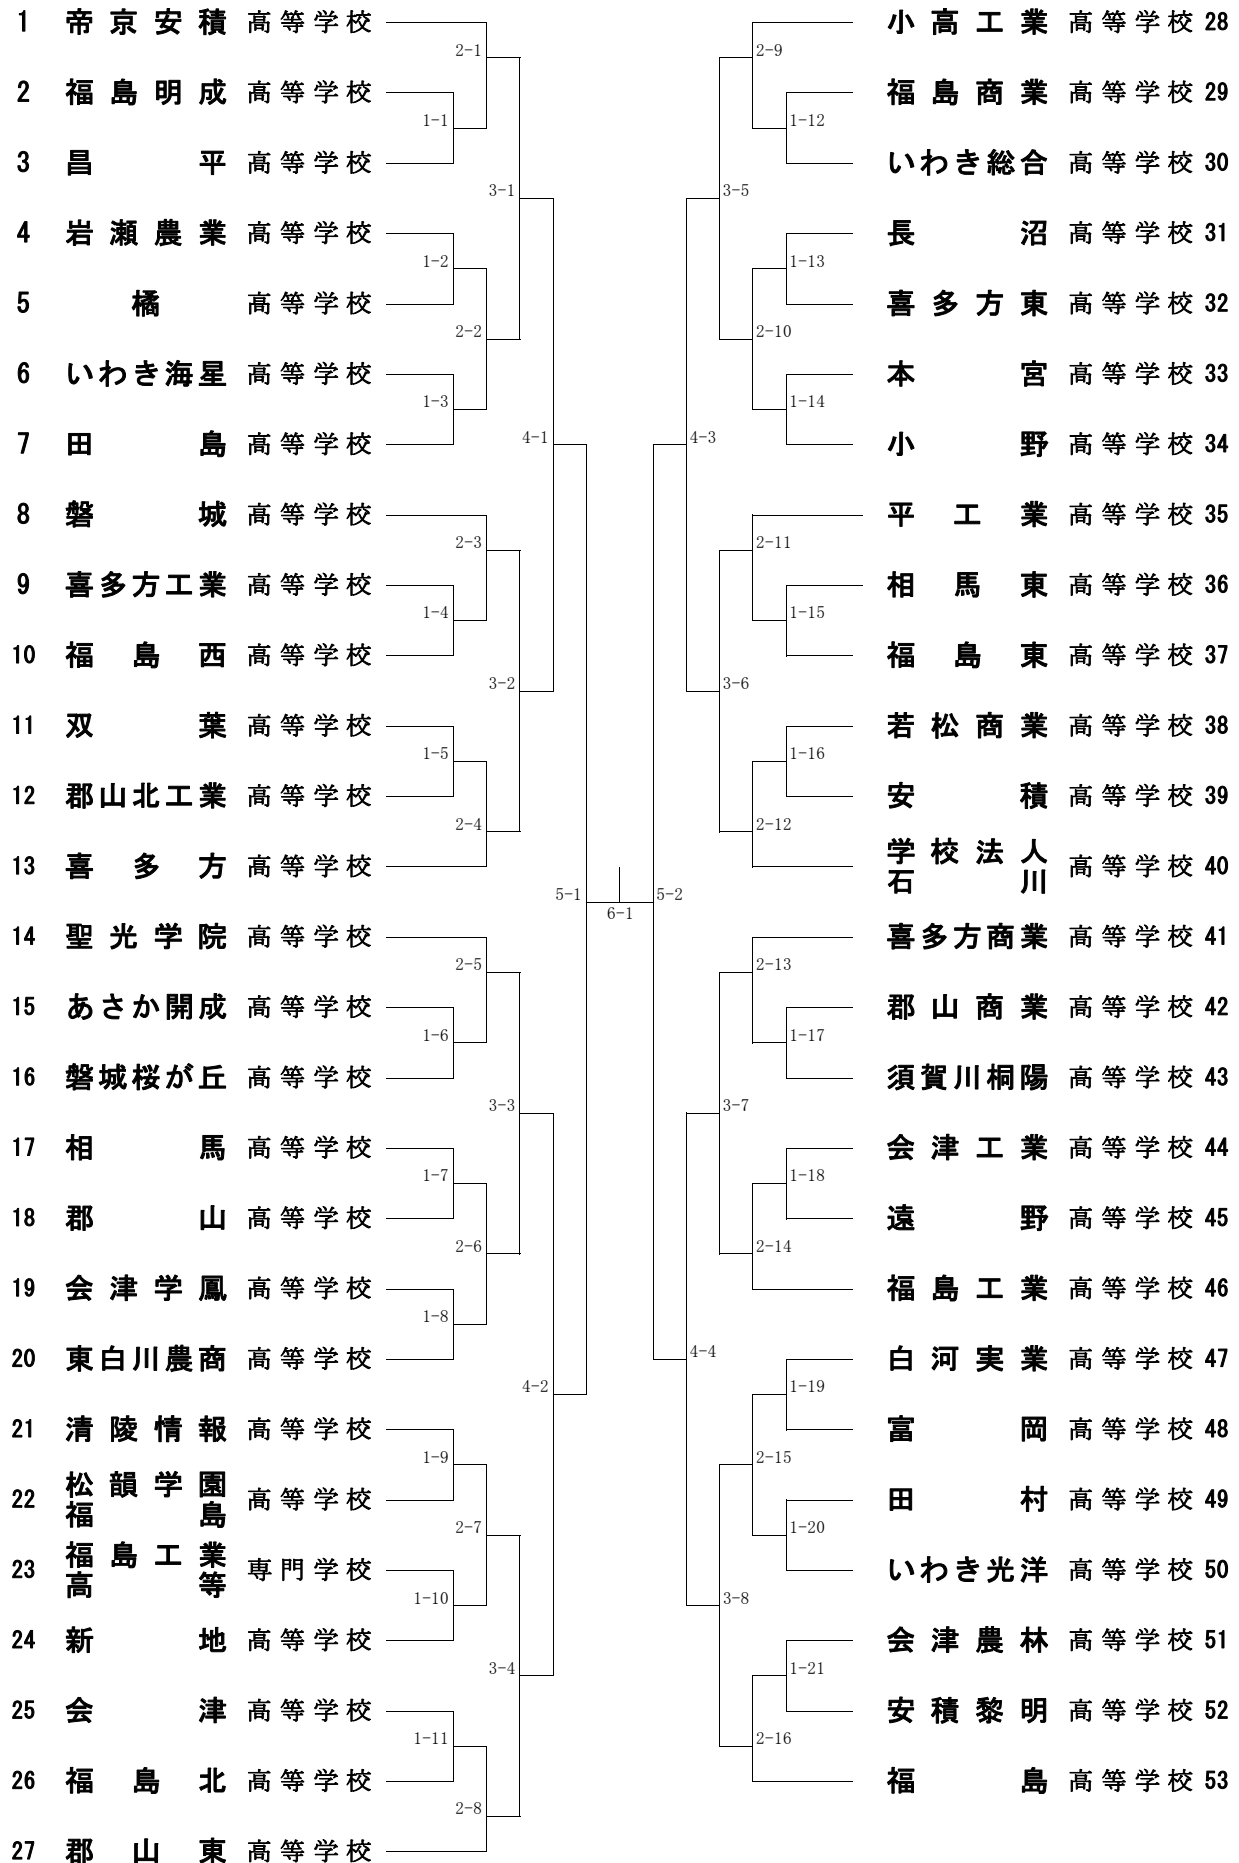 1 帝京安積 高等学校
2-1
2 福島明成 高等学校
1-1
3 昌平 高等学校
3-1
4 岩瀬農業 高等学校
1-2
5 橘 高等学校
2-2
6 いわき海星 高等学校
1-3
7 田島 高等学校
4-1
8 磐城 高等学校
2-3
9 喜多方工業 高等学校
1-4
10 福島西 高等学校
3-2
11 双葉 高等学校
1-5
12 郡山北工業 高等学校
2-4
13 喜多方 高等学校
5-1
14 聖光学院 高等学校
2-5
15 あさか開成 高等学校
1-6
16 磐城桜が丘 高等学校
3-3
17 相馬 高等学校
1-7
18 郡山 高等学校
2-6
19 会津学鳳 高等学校
1-8
20 東白川農商 高等学校
4-2
21 清陵情報 高等学校
1-9
22 松韻学園福島 高等学校
2-7
23 福島工業高等 専門学校
1-10
24 新地 高等学校
3-4
25 会津 高等学校
1-11
26 福島北 高等学校
2-8
27 郡山東 高等学校
6-1
小高工業 高等学校 28
2-9
福島商業 高等学校 29
1-12
いわき総合 高等学校 30
3-5
長沼 高等学校 31
1-13
喜多方東 高等学校 32
2-10
本宮 高等学校 33
1-14
小野 高等学校 34
4-3
平工業 高等学校 35
2-11
相馬東 高等学校 36
1-15
福島東 高等学校 37
3-6
若松商業 高等学校 38
1-16
安積 高等学校 39
2-12
学校法人石川 高等学校 40
5-2
喜多方商業 高等学校 41
2-13
郡山商業 高等学校 42
1-17
須賀川桐陽 高等学校 43
3-7
会津工業 高等学校 44
1-18
遠野 高等学校 45
2-14
福島工業 高等学校 46
4-4
白河実業 高等学校 47
1-19
富岡 高等学校 48
2-15
田村 高等学校 49
1-20
いわき光洋 高等学校 50
3-8
会津農林 高等学校 51
1-21
安積黎明 高等学校 52
2-16
福島 高等学校 53